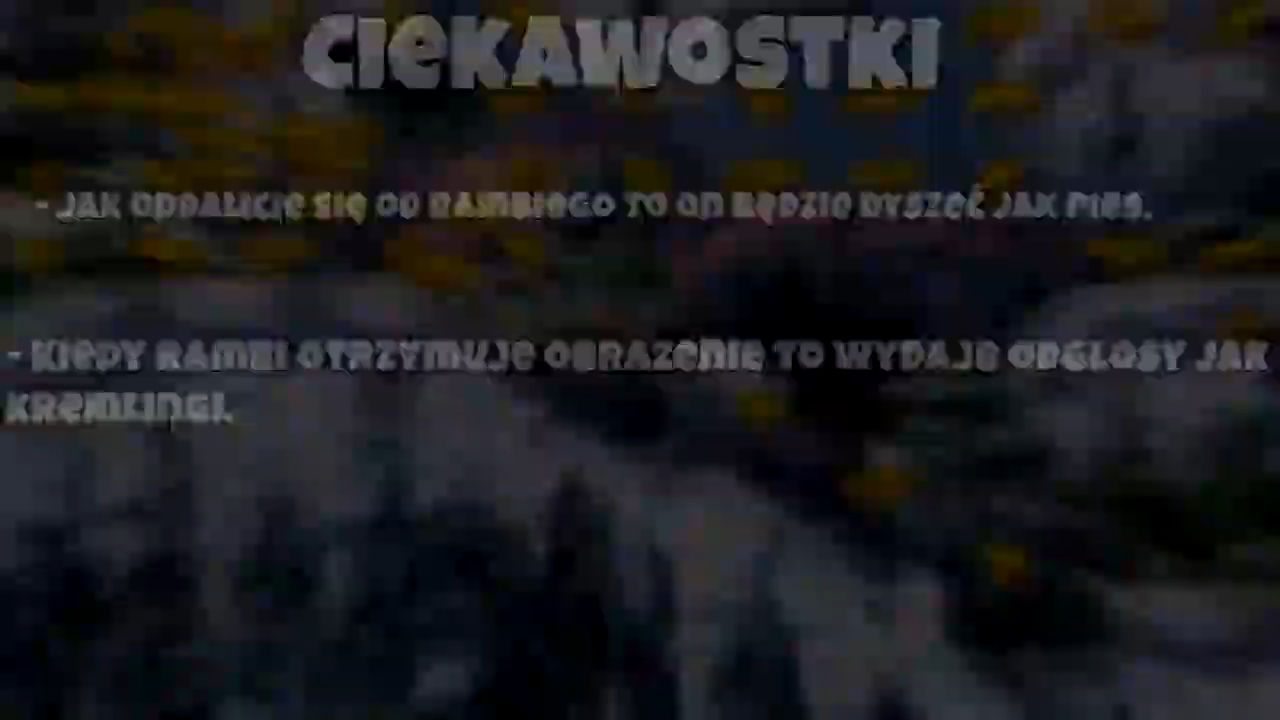 CIEKAWOSTKI
- JAK ODDALICIE SIĘ OD RAMBIEGO TO ON BĘDZIE DYSZEĆ JAK PIES.
- KIEDY RAMBI OTRZYMUJE OBRAŻENIE TO WYDAJE ODGŁOSY JAK
KREMLINGI.